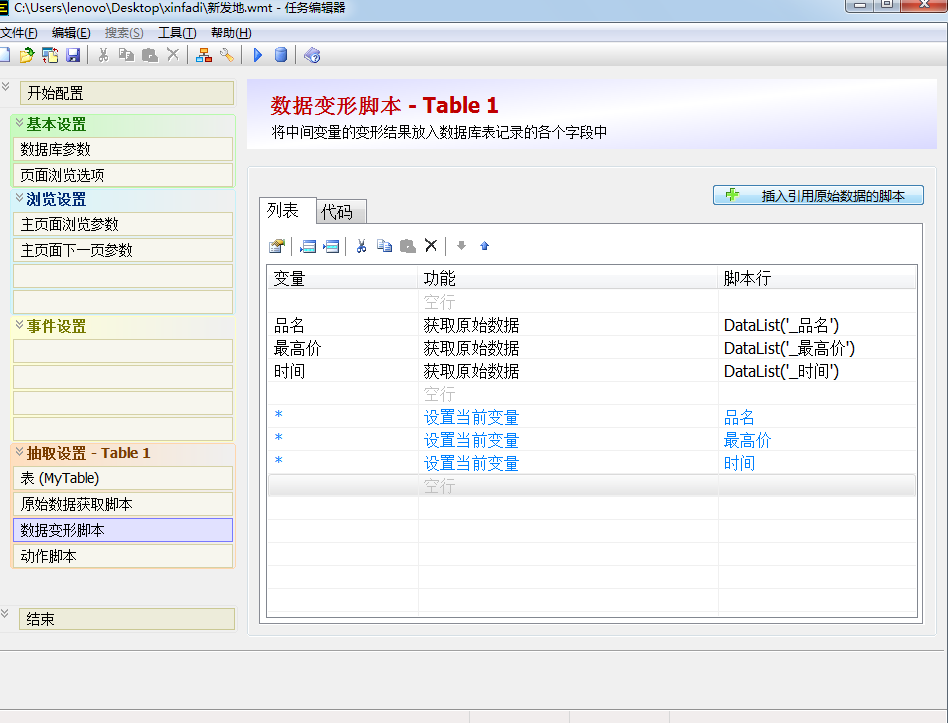 C:\Users\lenovo\Desktop\xinfadi\新发地.wmt - 任务编辑器
文件(F) 编辑(E) 搜索(S) 工具(T) 帮助(H)
开始配置
基本设置
数据库参数
页面浏览选项
浏览设置
主页面浏览参数
主页面下一页参数
事件设置
抽取设置 - Table 1
表 (MyTable)
原始数据获取脚本
数据变形脚本
动作脚本
结束
数据变形脚本 - Table 1
将中间变量的变形结果放入数据库表记录的各个字段中
插入引用原始数据的脚本
列表 代码
变量 功能 脚本行
空行
品名 获取原始数据 DataList('_品名')
最高价 获取原始数据 DataList('_最高价')
时间 获取原始数据 DataList('_时间')
空行
* 设置当前变量 品名
* 设置当前变量 最高价
* 设置当前变量 时间
空行